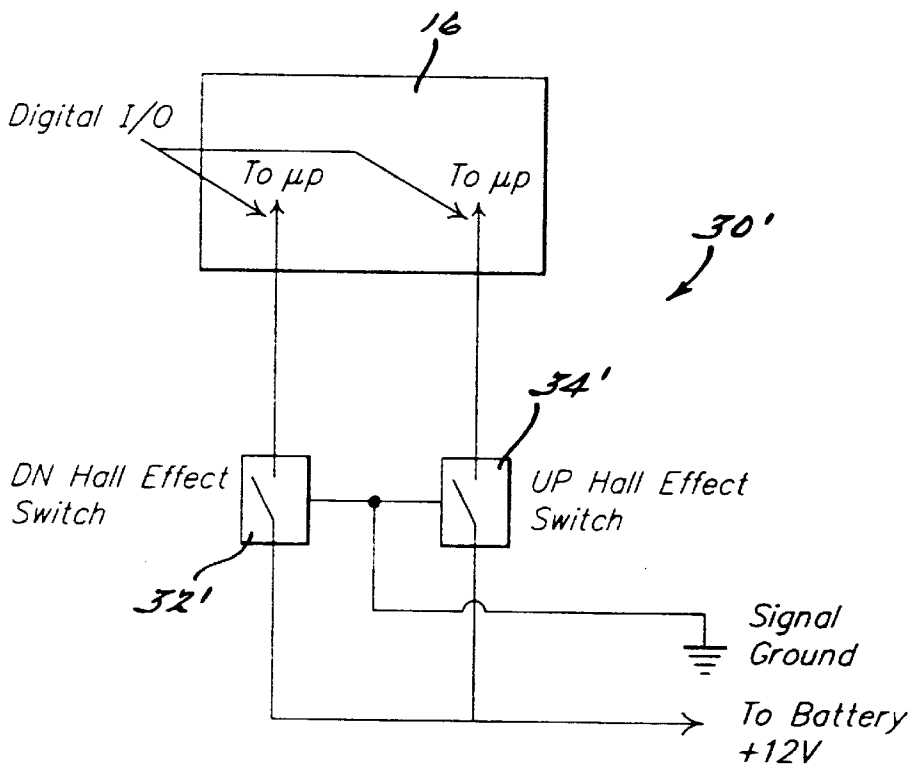 16
Digital I/O
To μp
To μp
30'
34'
DN Hall Effect
Switch
UP Hall Effect
Switch
32'
Signal
Ground
To Battery
+12V